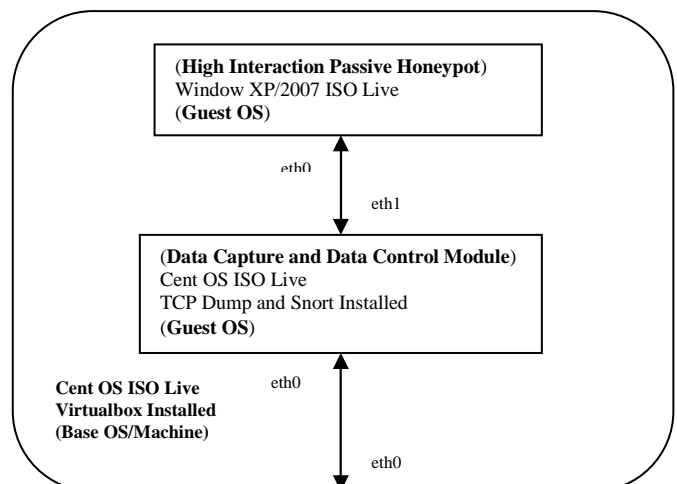 (High Interaction Passive Honeypot)
Window XP/2007 ISO Live
(Guest OS)
eth0
eth1
(Data Capture and Data Control Module)
Cent OS ISO Live
TCP Dump and Snort Installed
(Guest OS)
eth0
Cent OS ISO Live
Virtualbox Installed
(Base OS/Machine)
eth0